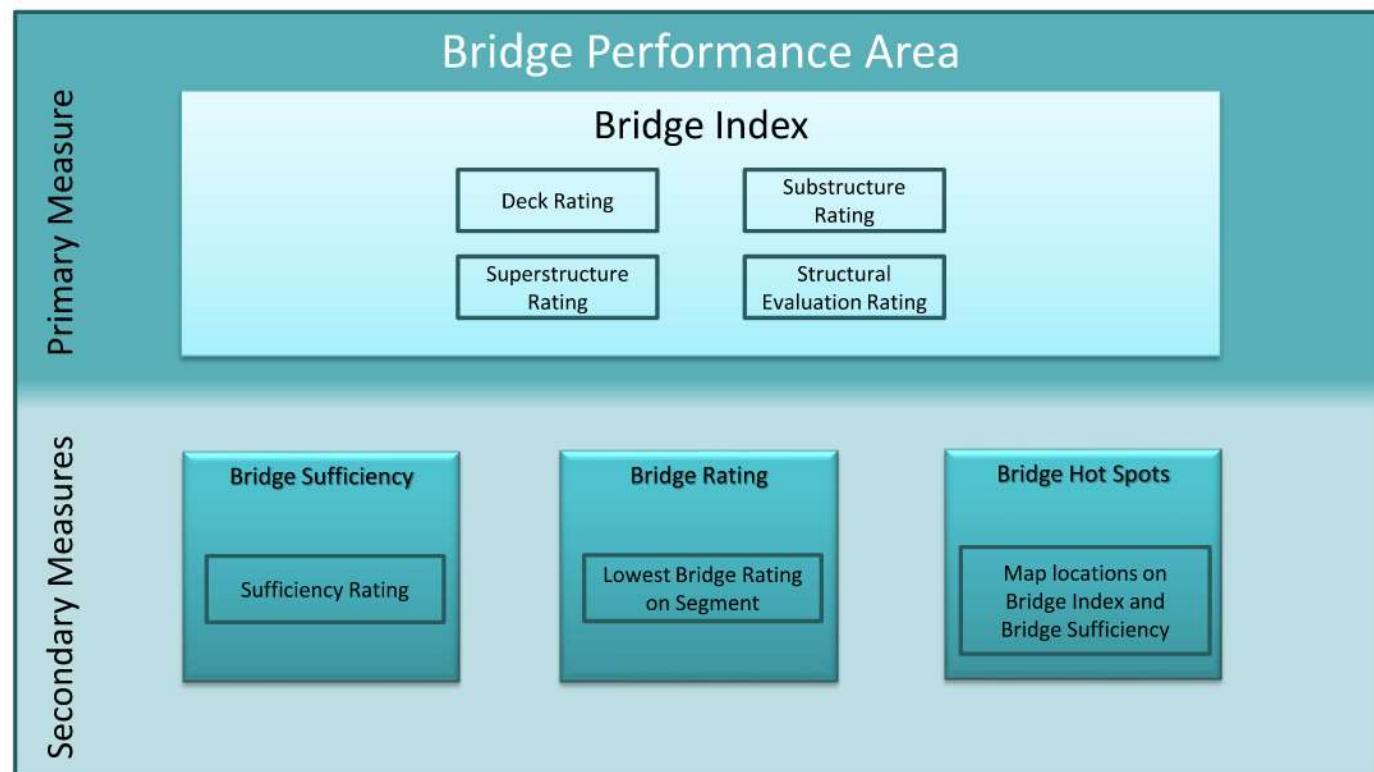 Bridge Performance Area
Primary Measure
Bridge Index
Deck Rating
Substructure
Rating
Superstructure
Rating
Structural
Evaluation Rating
Secondary Measures
Bridge Sufficiency
Sufficiency Rating
Bridge Rating
Lowest Bridge Rating
on Segment
Bridge Hot Spots
Map locations on
Bridge Index and
Bridge Sufficiency